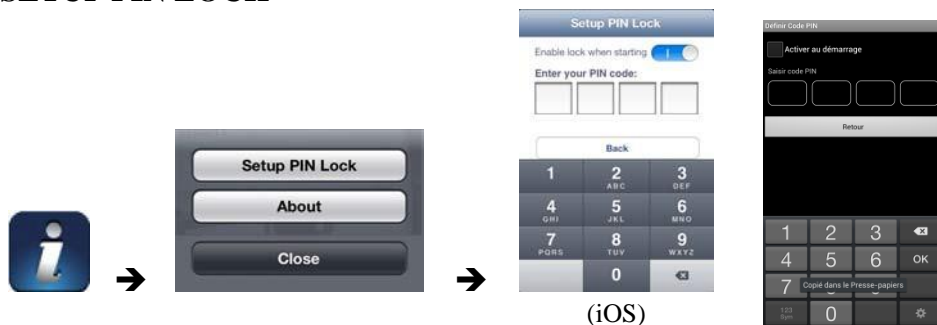 SETUP PIN LOCK
Setup PIN Lock
About
Close
Setup PIN Lock
Enable lock when starting
Enter your PIN code:
Back
1 2 3
ABC DEF
4 5 6
GHI JKL MNO
7 8 9
PQRS TUV WXYZ
0
(iOS)
Definir Code PIN
Activer au démarrage
Saisir code PIN
Retour
1 2 3
4 5 6 OK
7
Copié dans le Presse-papiers
123 0
Sym